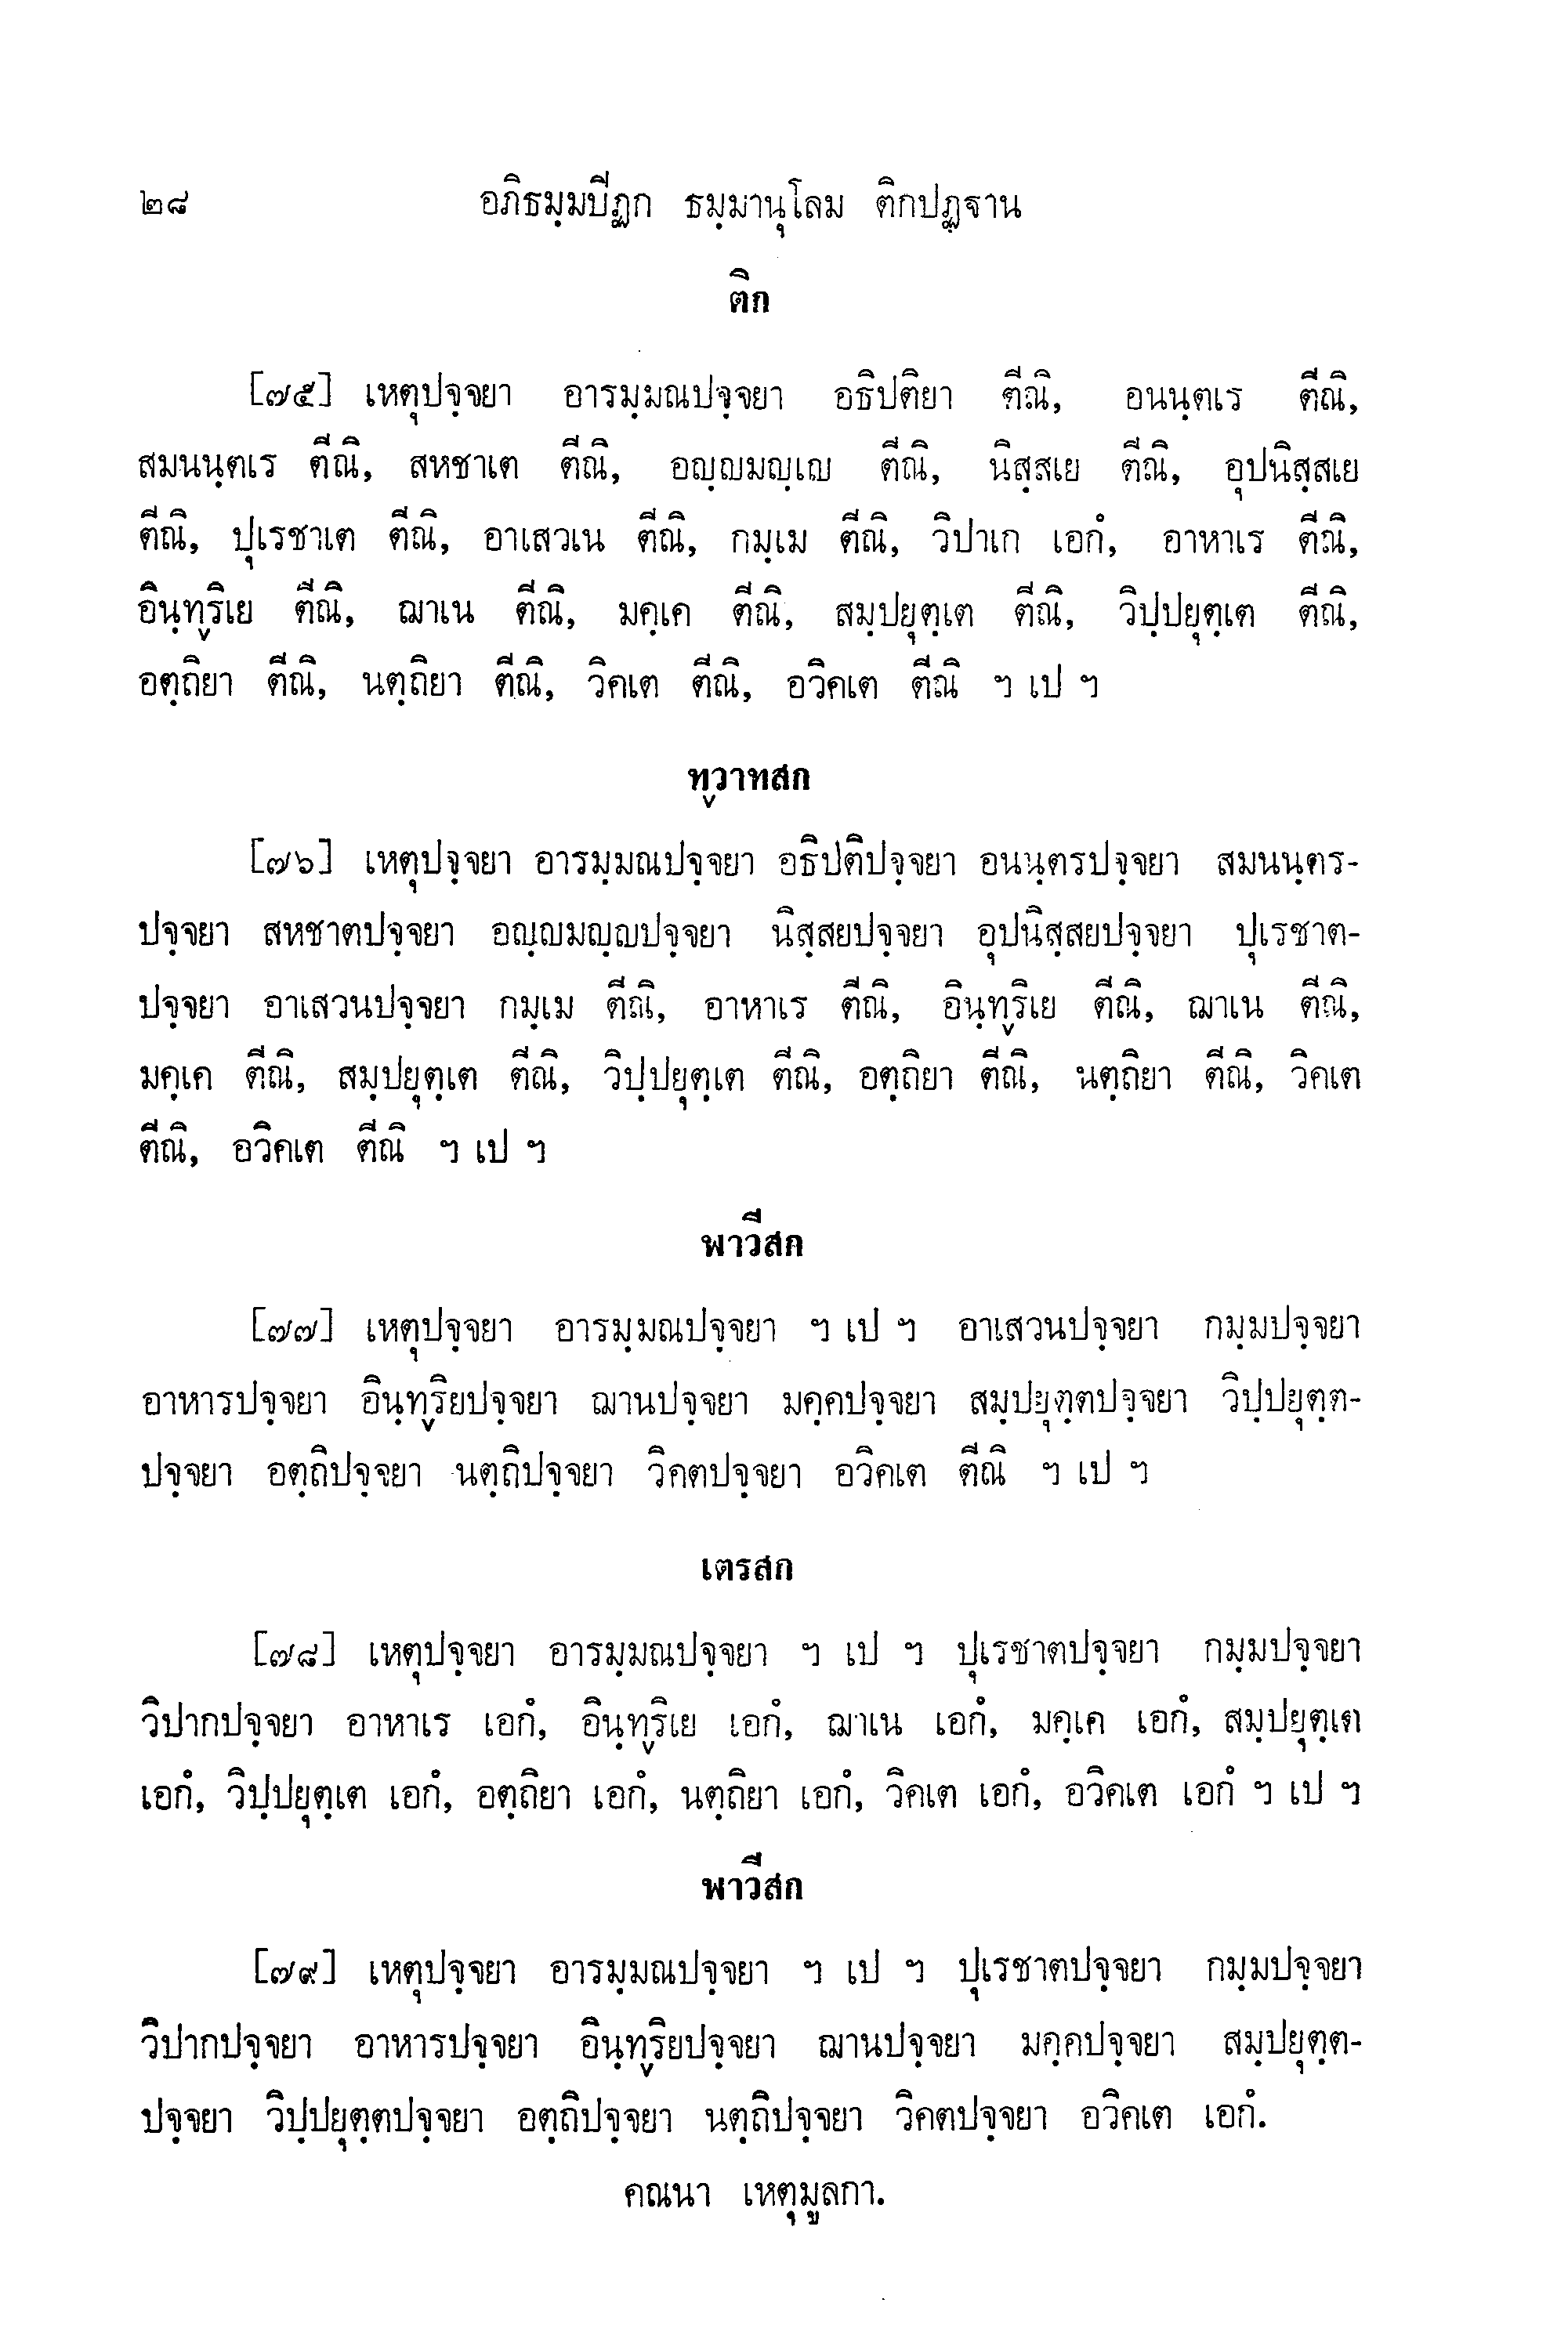 ๒๘ อภิธมฺมปิฏก ธมฺมานุโลม ติกปฏฺฐาน
ติก
[๗๕] เหตุปจฺจยา อารมฺมณปจฺจยา อธิปติยา ตีณิ, อนนฺตเร ตีณิ,
สมนนฺตเร ตีณิ, สหชาเต ตีณิ, อญฺญมญฺเญ ตีณิ, นิสฺสเย ตีณิ, อุปนิสฺสเย
ตีณิ, ปุเรชาเต ตีณิ, อาเสวเน ตีณิ, กมฺเม ตีณิ, วิปาเก เอกํ, อาหาเร ตีณิ,
อินฺทฺริเย ตีณิ, ฌาเน ตีณิ, มคฺเค ตีณิ, สมฺปยุตฺเต ตีณิ, วิปฺปยุตฺเต ตีณิ,
อตฺถิยา ตีณิ, นตฺถิยา ตีณิ, วิคเต ตีณิ, อวิคเต ตีณิ ฯ เป ฯ
ทฺวาทสก
[๗๖] เหตุปจฺจยา อารมฺมณปจฺจยา อธิปติปจฺจยา อนนฺตรปจฺจยา สมนนฺตร-
ปจฺจยา สหชาตปจฺจยา อญฺญมญฺญปจฺจยา นิสฺสยปจฺจยา อุปนิสฺสยปจฺจยา ปุเรชาต-
ปจฺจยา อาเสวนปจฺจยา กมฺเม ตีณิ, อาหาเร ตีณิ, อินฺทฺริเย ตีณิ, ฌาเน ตีณิ,
มคฺเค ตีณิ, สมฺปยุตฺเต ตีณิ, วิปฺปยุตฺเต ตีณิ, อตฺถิยา ตีณิ, นตฺถิยา ตีณิ, วิคเต
ตีณิ, อวิคเต ตีณิ ฯ เป ฯ
พาวีสก
[๗๗] เหตุปจฺจยา อารมฺมณปจฺจยา ฯ เป ฯ อาเสวนปจฺจยา กมฺมปจฺจยา
อาหารปจฺจยา อินฺทฺริยปจฺจยา ฌานปจฺจยา มคฺคปจฺจยา สมฺปยุตฺตปจฺจยา วิปฺปยุตฺต-
ปจฺจยา อตฺถิปจฺจยา นตฺถิปจฺจยา วิคตปจฺจยา อวิคเต ตีณิ ฯ เป ฯ
เตรสก
[๗๘] เหตุปจฺจยา อารมฺมณปจฺจยา ฯ เป ฯ ปุเรชาตปจฺจยา กมฺมปจฺจยา
วิปากปจฺจยา อาหาเร เอกํ, อินฺทฺริเย เอกํ, ฌาเน เอกํ, มคฺเค เอกํ, สมฺปยุตฺเต
เอกํ, วิปฺปยุตฺเต เอกํ, อตฺถิยา เอกํ, นตฺถิยา เอกํ, วิคเต เอกํ, อวิคเต เอกํ ฯ เป ฯ
พาวีสก
[๗๙] เหตุปจฺจยา อารมฺมณปจฺจยา ฯ เป ฯ ปุเรชาตปจฺจยา กมฺมปจฺจยา
วิปากปจฺจยา อาหารปจฺจยา อินฺทฺริยปจฺจยา ฌานปจฺจยา มคฺคปจฺจยา สมฺปยุตฺต-
ปจฺจยา วิปฺปยุตฺตปจฺจยา อตฺถิปจฺจยา นตฺถิปจฺจยา วิคตปจฺจยา อวิคเต เอกํ.
คณนา เหตุมูลกา.